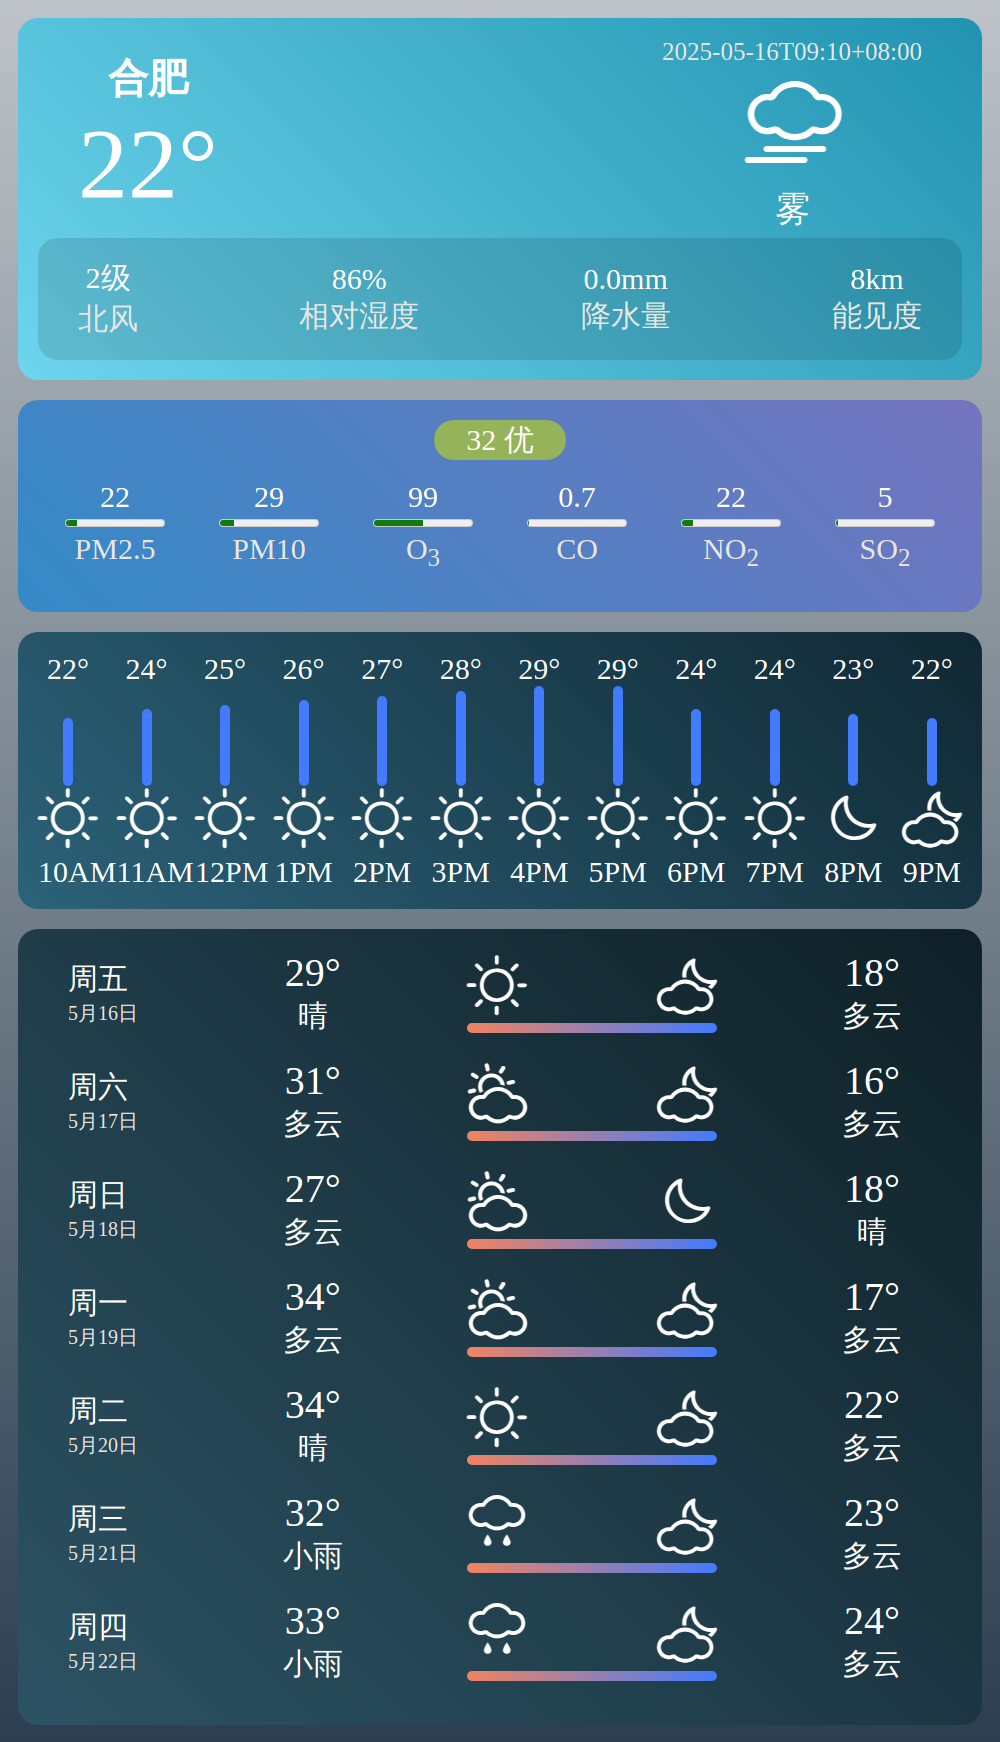 合肥
22°
2025-05-16T09:10+08:00
雾
2级 86% 0.0mm 8km
北风 相对湿度 降水量 能见度
32 优
22 29 99 0.7 22 5
PM2.5 PM10 O3 CO NO2 SO2
22° 24° 25° 26° 27° 28° 29° 29° 24° 24° 23° 22°
10AM 11AM 12PM 1PM 2PM 3PM 4PM 5PM 6PM 7PM 8PM 9PM
周五 29° 18°
5月16日 晴 多云
周六 31° 16°
5月17日 多云 多云
周日 27° 18°
5月18日 多云 晴
周一 34° 17°
5月19日 多云 多云
周二 34° 22°
5月20日 晴 多云
周三 32° 23°
5月21日 小雨 多云
周四 33° 24°
5月22日 小雨 多云